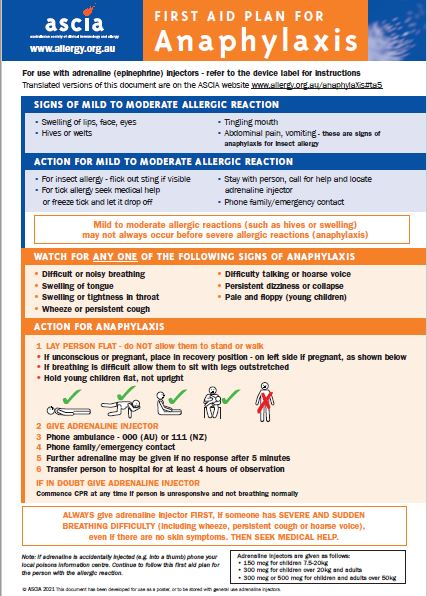 ascia
australasian society of clinical immunology and allergy
www.allergy.org.au
FIRST AID PLAN FOR
Anaphylaxis
For use with adrenaline (epinephrine) injectors - refer to the device label for instructions
Translated versions of this document are on the ASCIA website www.allergy.org.au/anaphylaxis#ta5
SIGNS OF MILD TO MODERATE ALLERGIC REACTION
• Swelling of lips, face, eyes
• Hives or welts
• Tingling mouth
• Abdominal pain, vomiting - these are signs of
anaphylaxis for insect allergy
ACTION FOR MILD TO MODERATE ALLERGIC REACTION
• For insect allergy - flick out sting if visible
• For tick allergy seek medical help
or freeze tick and let it drop off
• Stay with person, call for help and locate
adrenaline injector
• Phone family/emergency contact
Mild to moderate allergic reactions (such as hives or swelling)
may not always occur before severe allergic reactions (anaphylaxis)
WATCH FOR ANY ONE OF THE FOLLOWING SIGNS OF ANAPHYLAXIS
• Difficult or noisy breathing
• Swelling of tongue
• Swelling or tightness in throat
• Wheeze or persistent cough
• Difficulty talking or hoarse voice
• Persistent dizziness or collapse
• Pale and floppy (young children)
ACTION FOR ANAPHYLAXIS
1 LAY PERSON FLAT - do NOT allow them to stand or walk
• If unconscious or pregnant, place in recovery position - on left side if pregnant, as shown below
• If breathing is difficult allow them to sit with legs outstretched
• Hold young children flat, not upright
2 GIVE ADRENALINE INJECTOR
3 Phone ambulance - 000 (AU) or 111 (NZ)
4 Phone family/emergency contact
5 Further adrenaline may be given if no response after 5 minutes
6 Transfer person to hospital for at least 4 hours of observation
IF IN DOUBT GIVE ADRENALINE INJECTOR
Commence CPR at any time if person is unresponsive and not breathing normally
ALWAYS give adrenaline injector FIRST, if someone has SEVERE AND SUDDEN
BREATHING DIFFICULTY (including wheeze, persistent cough or hoarse voice),
even if there are no skin symptoms. THEN SEEK MEDICAL HELP.
Note: If adrenaline is accidentally injected (e.g. into a thumb) phone your
local poisons information centre. Continue to follow this first aid plan for
the person with the allergic reaction.
Adrenaline injectors are given as follows:
• 150 mcg for children 7.5-20kg
• 300 mcg for children over 20kg and adults
• 300 mcg or 500 mcg for children and adults over 50kg
© ASCIA 2021 This document has been developed for use as a poster, or to be stored with general use adrenaline injectors.